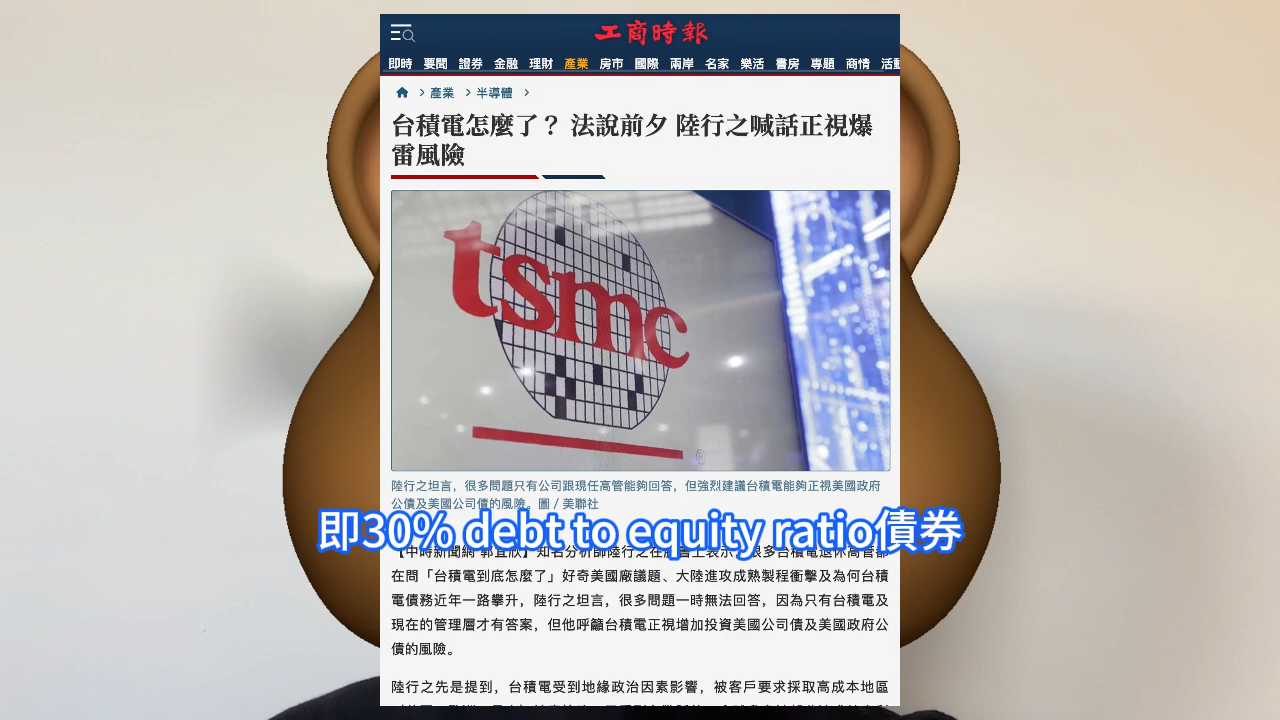 工商時報
即時 要聞 證券 金融 理財 產業 房市 國際 兩岸 名家 樂活 書房 專題 商情 活動
產業 > 半導體 >
台積電怎麼了？ 法說前夕 陸行之喊話正視爆
雷風險
tsmc
®
陸行之坦言，很多問題只有公司跟現任高管能夠回答，但強烈建議台積電能夠正視美國政府
公債及美國公司債的風險。圖／美聯社
即30% debt to equity ratio債券
在問「台積電到底怎麼了」好奇美國廠議題、大陸進攻成熟製程衝擊及為何台積
電債務近年一路攀升，陸行之坦言，很多問題一時無法回答，因為只有台積電及
現在的管理層才有答案，但他呼籲台積電正視增加投資美國公司債及美國政府公
債的風險。
陸行之先是提到，台積電受到地緣政治因素影響，被客戶要求採取高成本地區